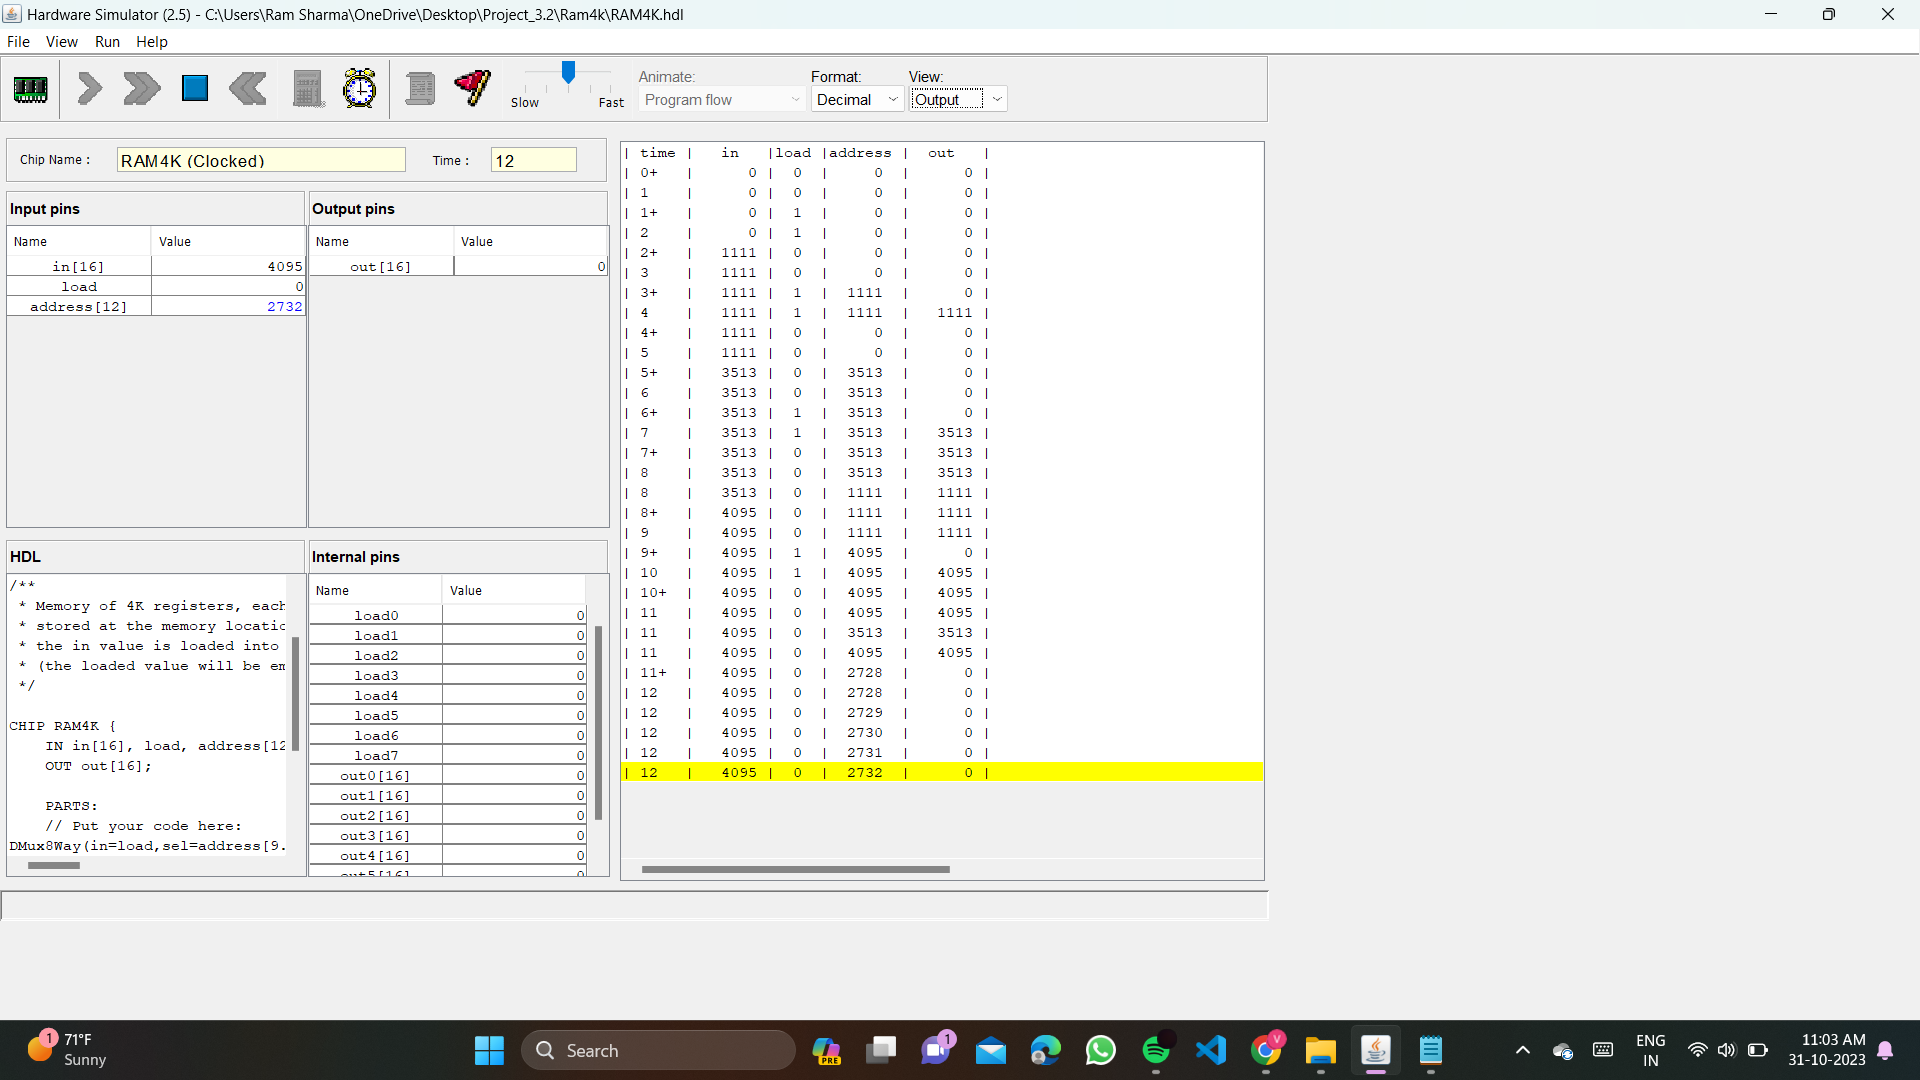 Hardware Simulator (2.5) - C:\Users\Ram Sharma\OneDrive\Desktop\Project_3.2\Ram4k\RAM4K.hdl
File View Run Help
Animate: Format: View:
Slow Fast Program flow Decimal Output
Chip Name : RAM4K (Clocked) Time : 12
Input pins
Name Value
in[16] 4095
load 0
address[12] 2732
Output pins
Name Value
out[16] 0
HDL
/**
* Memory of 4K registers, each
* stored at the memory locatio
* the in value is loaded into
* (the loaded value will be em
*/
CHIP RAM4K {
IN in[16], load, address[12
OUT out[16];
PARTS:
// Put your code here:
DMux8Way(in=load,sel=address[9.
Internal pins
Name Value
load0 0
load1 0
load2 0
load3 0
load4 0
load5 0
load6 0
load7 0
out0[16] 0
out1[16] 0
out2[16] 0
out3[16] 0
out4[16] 0
out5[16] 0
| time | in |load |address | out |
| 0+ | 0 | 0 | 0 | 0 |
| 1 | 0 | 0 | 0 | 0 |
| 1+ | 0 | 1 | 0 | 0 |
| 2 | 0 | 1 | 0 | 0 |
| 2+ | 1111 | 0 | 0 | 0 |
| 3 | 1111 | 0 | 0 | 0 |
| 3+ | 1111 | 1 | 1111 | 0 |
| 4 | 1111 | 1 | 1111 | 1111 |
| 4+ | 1111 | 0 | 0 | 0 |
| 5 | 1111 | 0 | 0 | 0 |
| 5+ | 3513 | 0 | 3513 | 0 |
| 6 | 3513 | 0 | 3513 | 0 |
| 6+ | 3513 | 1 | 3513 | 0 |
| 7 | 3513 | 1 | 3513 | 3513 |
| 7+ | 3513 | 0 | 3513 | 3513 |
| 8 | 3513 | 0 | 3513 | 3513 |
| 8 | 3513 | 0 | 1111 | 1111 |
| 8+ | 4095 | 0 | 1111 | 1111 |
| 9 | 4095 | 0 | 1111 | 1111 |
| 9+ | 4095 | 1 | 4095 | 0 |
| 10 | 4095 | 1 | 4095 | 4095 |
| 10+ | 4095 | 0 | 4095 | 4095 |
| 11 | 4095 | 0 | 4095 | 4095 |
| 11 | 4095 | 0 | 3513 | 3513 |
| 11 | 4095 | 0 | 4095 | 4095 |
| 11+ | 4095 | 0 | 2728 | 0 |
| 12 | 4095 | 0 | 2728 | 0 |
| 12 | 4095 | 0 | 2729 | 0 |
| 12 | 4095 | 0 | 2730 | 0 |
| 12 | 4095 | 0 | 2731 | 0 |
| 12 | 4095 | 0 | 2732 | 0 |
1 71°F
Sunny
Search
PRE
1
V
ENG
IN
11:03 AM
31-10-2023